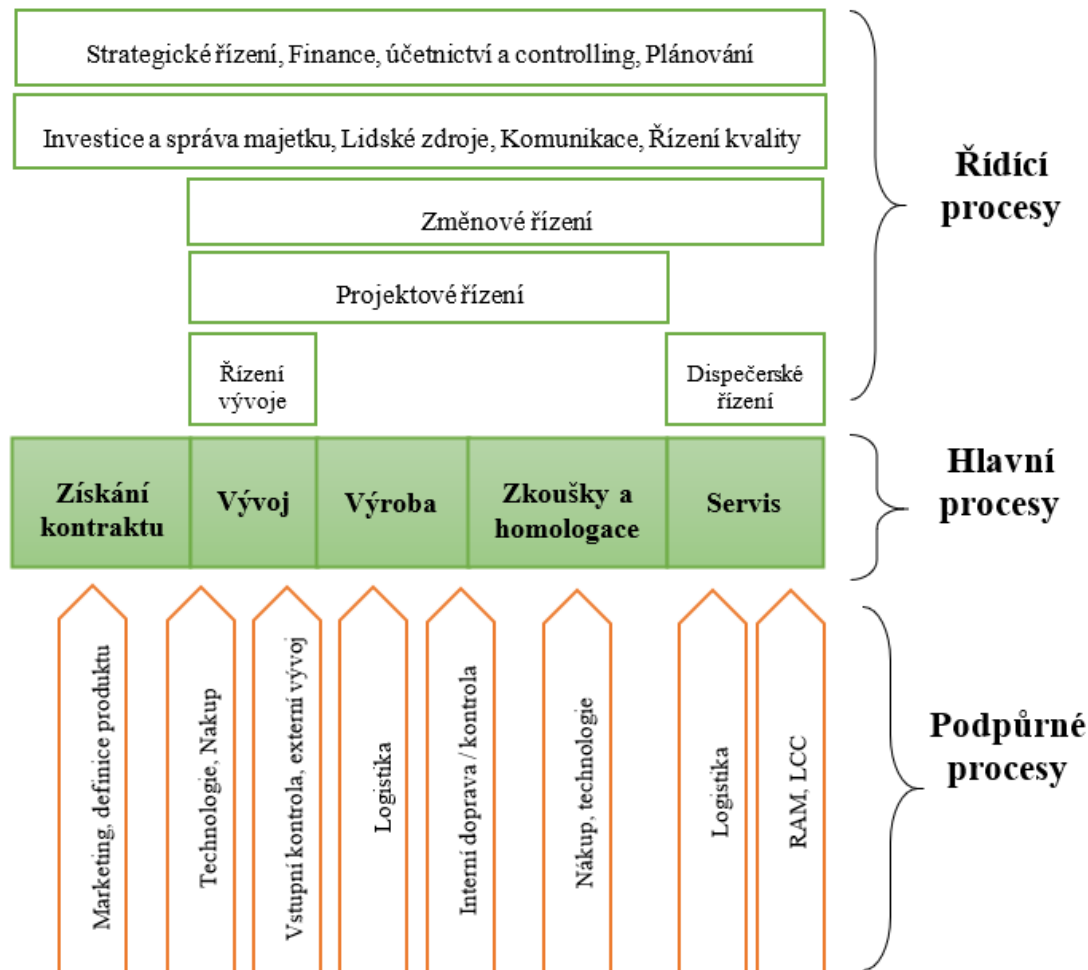 Strategické řízení, Finance, účetnictví a controlling, Plánování
Investice a správa majetku, Lidské zdroje, Komunikace, Řízení kvality
Změnové řízení
Projektové řízení
Řízení
vývoje
Dispečerské
řízení
Řídící
procesy
Získání
kontraktu
Vývoj
Výroba
Zkoušky a
homologace
Servis
Hlavní
procesy
Marketing, definice produktu
Technologie, Nakup
Vstupní kontrola, externí vývoj
Logistika
Interní doprava / kontrola
Nákup, technologie
Logistika
RAM, LCC
Podpůrné
procesy